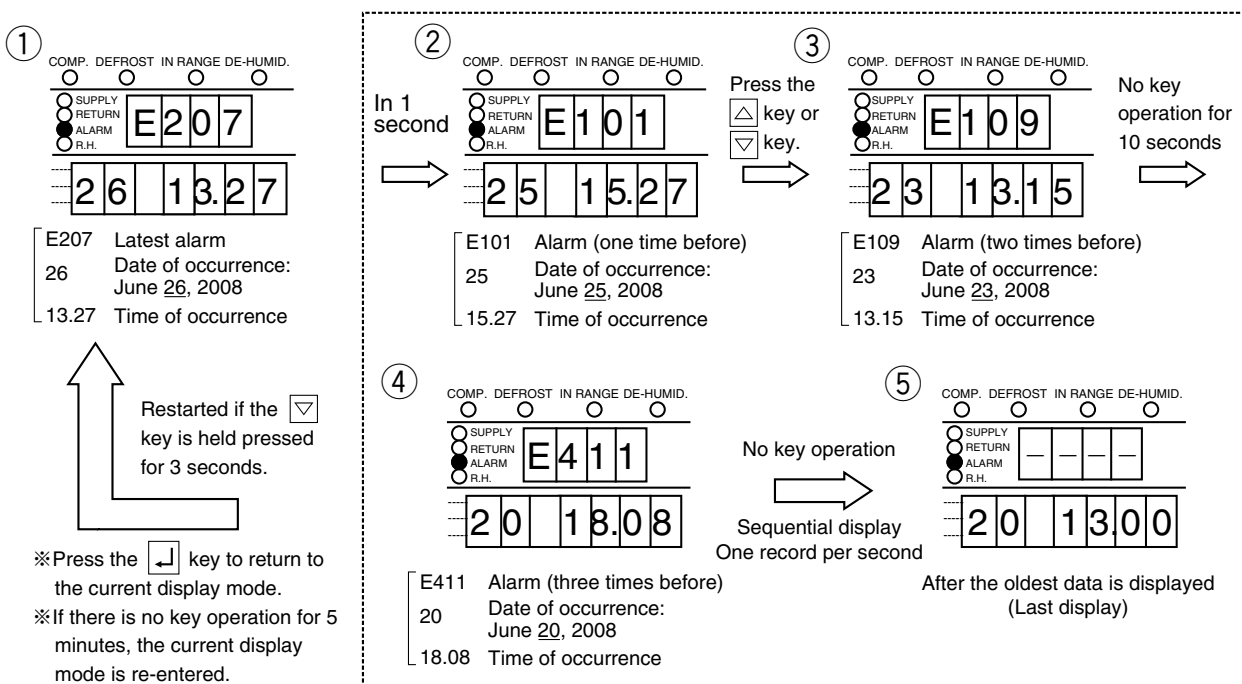 ①
COMP. DEFROST IN RANGE DE-HUMID.
SUPPLY
RETURN
ALARM
R.H.
E207
26 13.27
E207 Latest alarm
26 Date of occurrence:
June 26, 2008
13.27 Time of occurrence
In 1
second
②
COMP. DEFROST IN RANGE DE-HUMID.
SUPPLY
RETURN
ALARM
R.H.
E101
25 15.27
E101 Alarm (one time before)
25 Date of occurrence:
June 25, 2008
15.27 Time of occurrence
Press the
△ key or
▽ key.
③
COMP. DEFROST IN RANGE DE-HUMID.
SUPPLY
RETURN
ALARM
R.H.
E109
23 13.15
E109 Alarm (two times before)
23 Date of occurrence:
June 23, 2008
13.15 Time of occurrence
No key
operation for
10 seconds
④
COMP. DEFROST IN RANGE DE-HUMID.
SUPPLY
RETURN
ALARM
R.H.
E411
20 18.08
E411 Alarm (three times before)
20 Date of occurrence:
June 20, 2008
18.08 Time of occurrence
No key operation
Sequential display
One record per second
⑤
COMP. DEFROST IN RANGE DE-HUMID.
SUPPLY
RETURN
ALARM
R.H.
– – – –
20 13.00
After the oldest data is displayed
(Last display)
Restarted if the ▽
key is held pressed
for 3 seconds.
※Press the ↵ key to return to
the current display mode.
※If there is no key operation for 5
minutes, the current display
mode is re-entered.